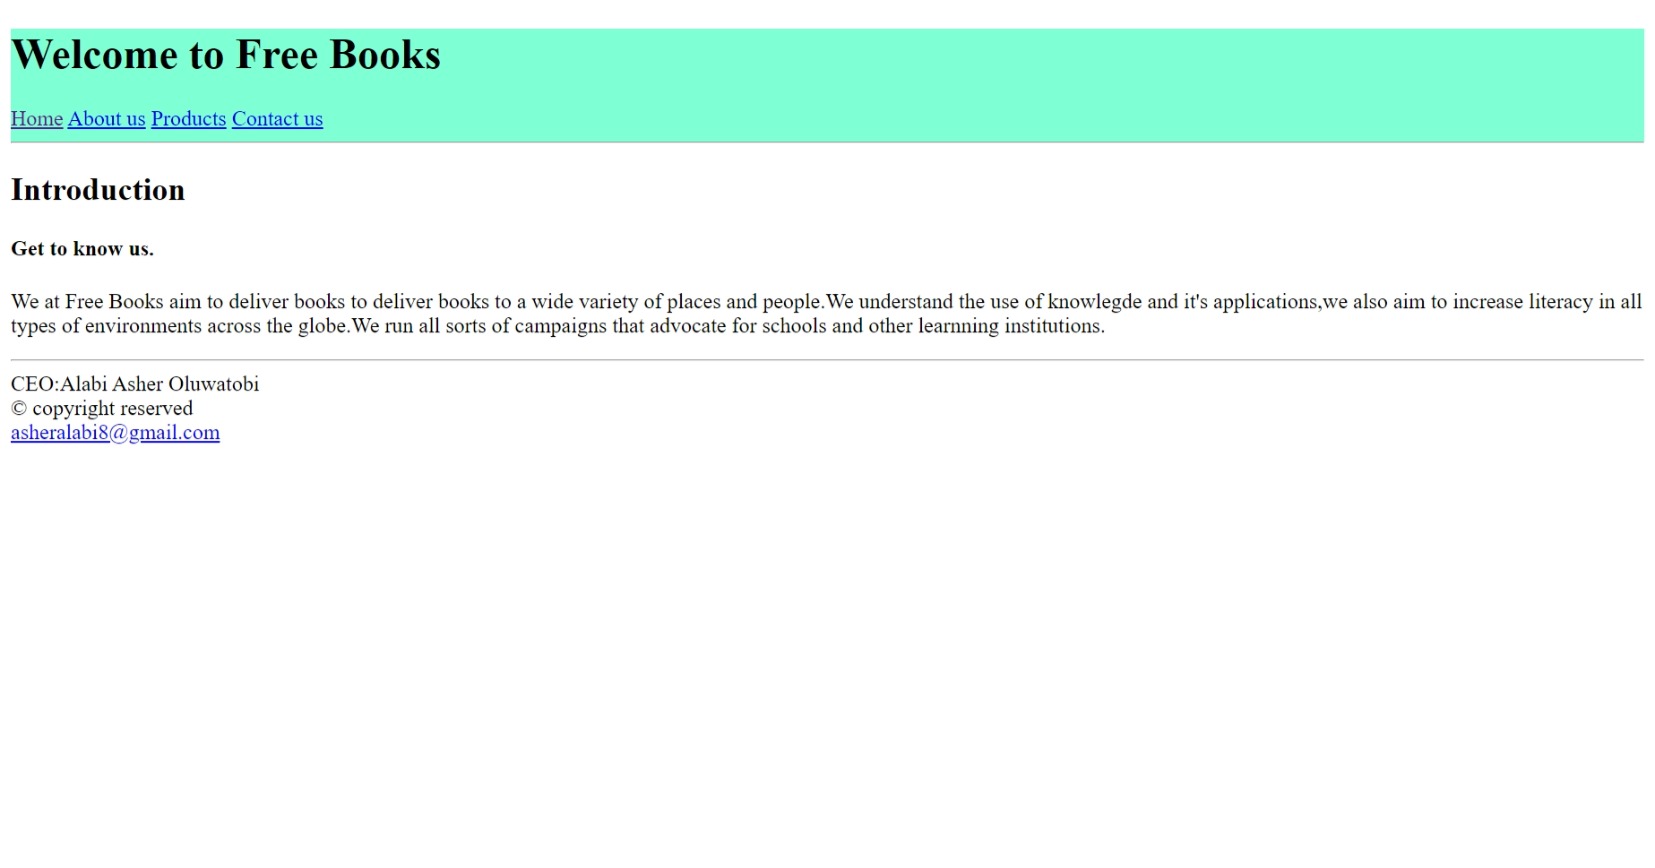 Welcome to Free Books
Home About us Products Contact us
Introduction
Get to know us.
We at Free Books aim to deliver books to deliver books to a wide variety of places and people.We understand the use of knowlegde and it's applications,we also aim to increase literacy in all
types of environments across the globe.We run all sorts of campaigns that advocate for schools and other learnning institutions.
CEO:Alabi Asher Oluwatobi
© copyright reserved
asheralabi8@gmail.com